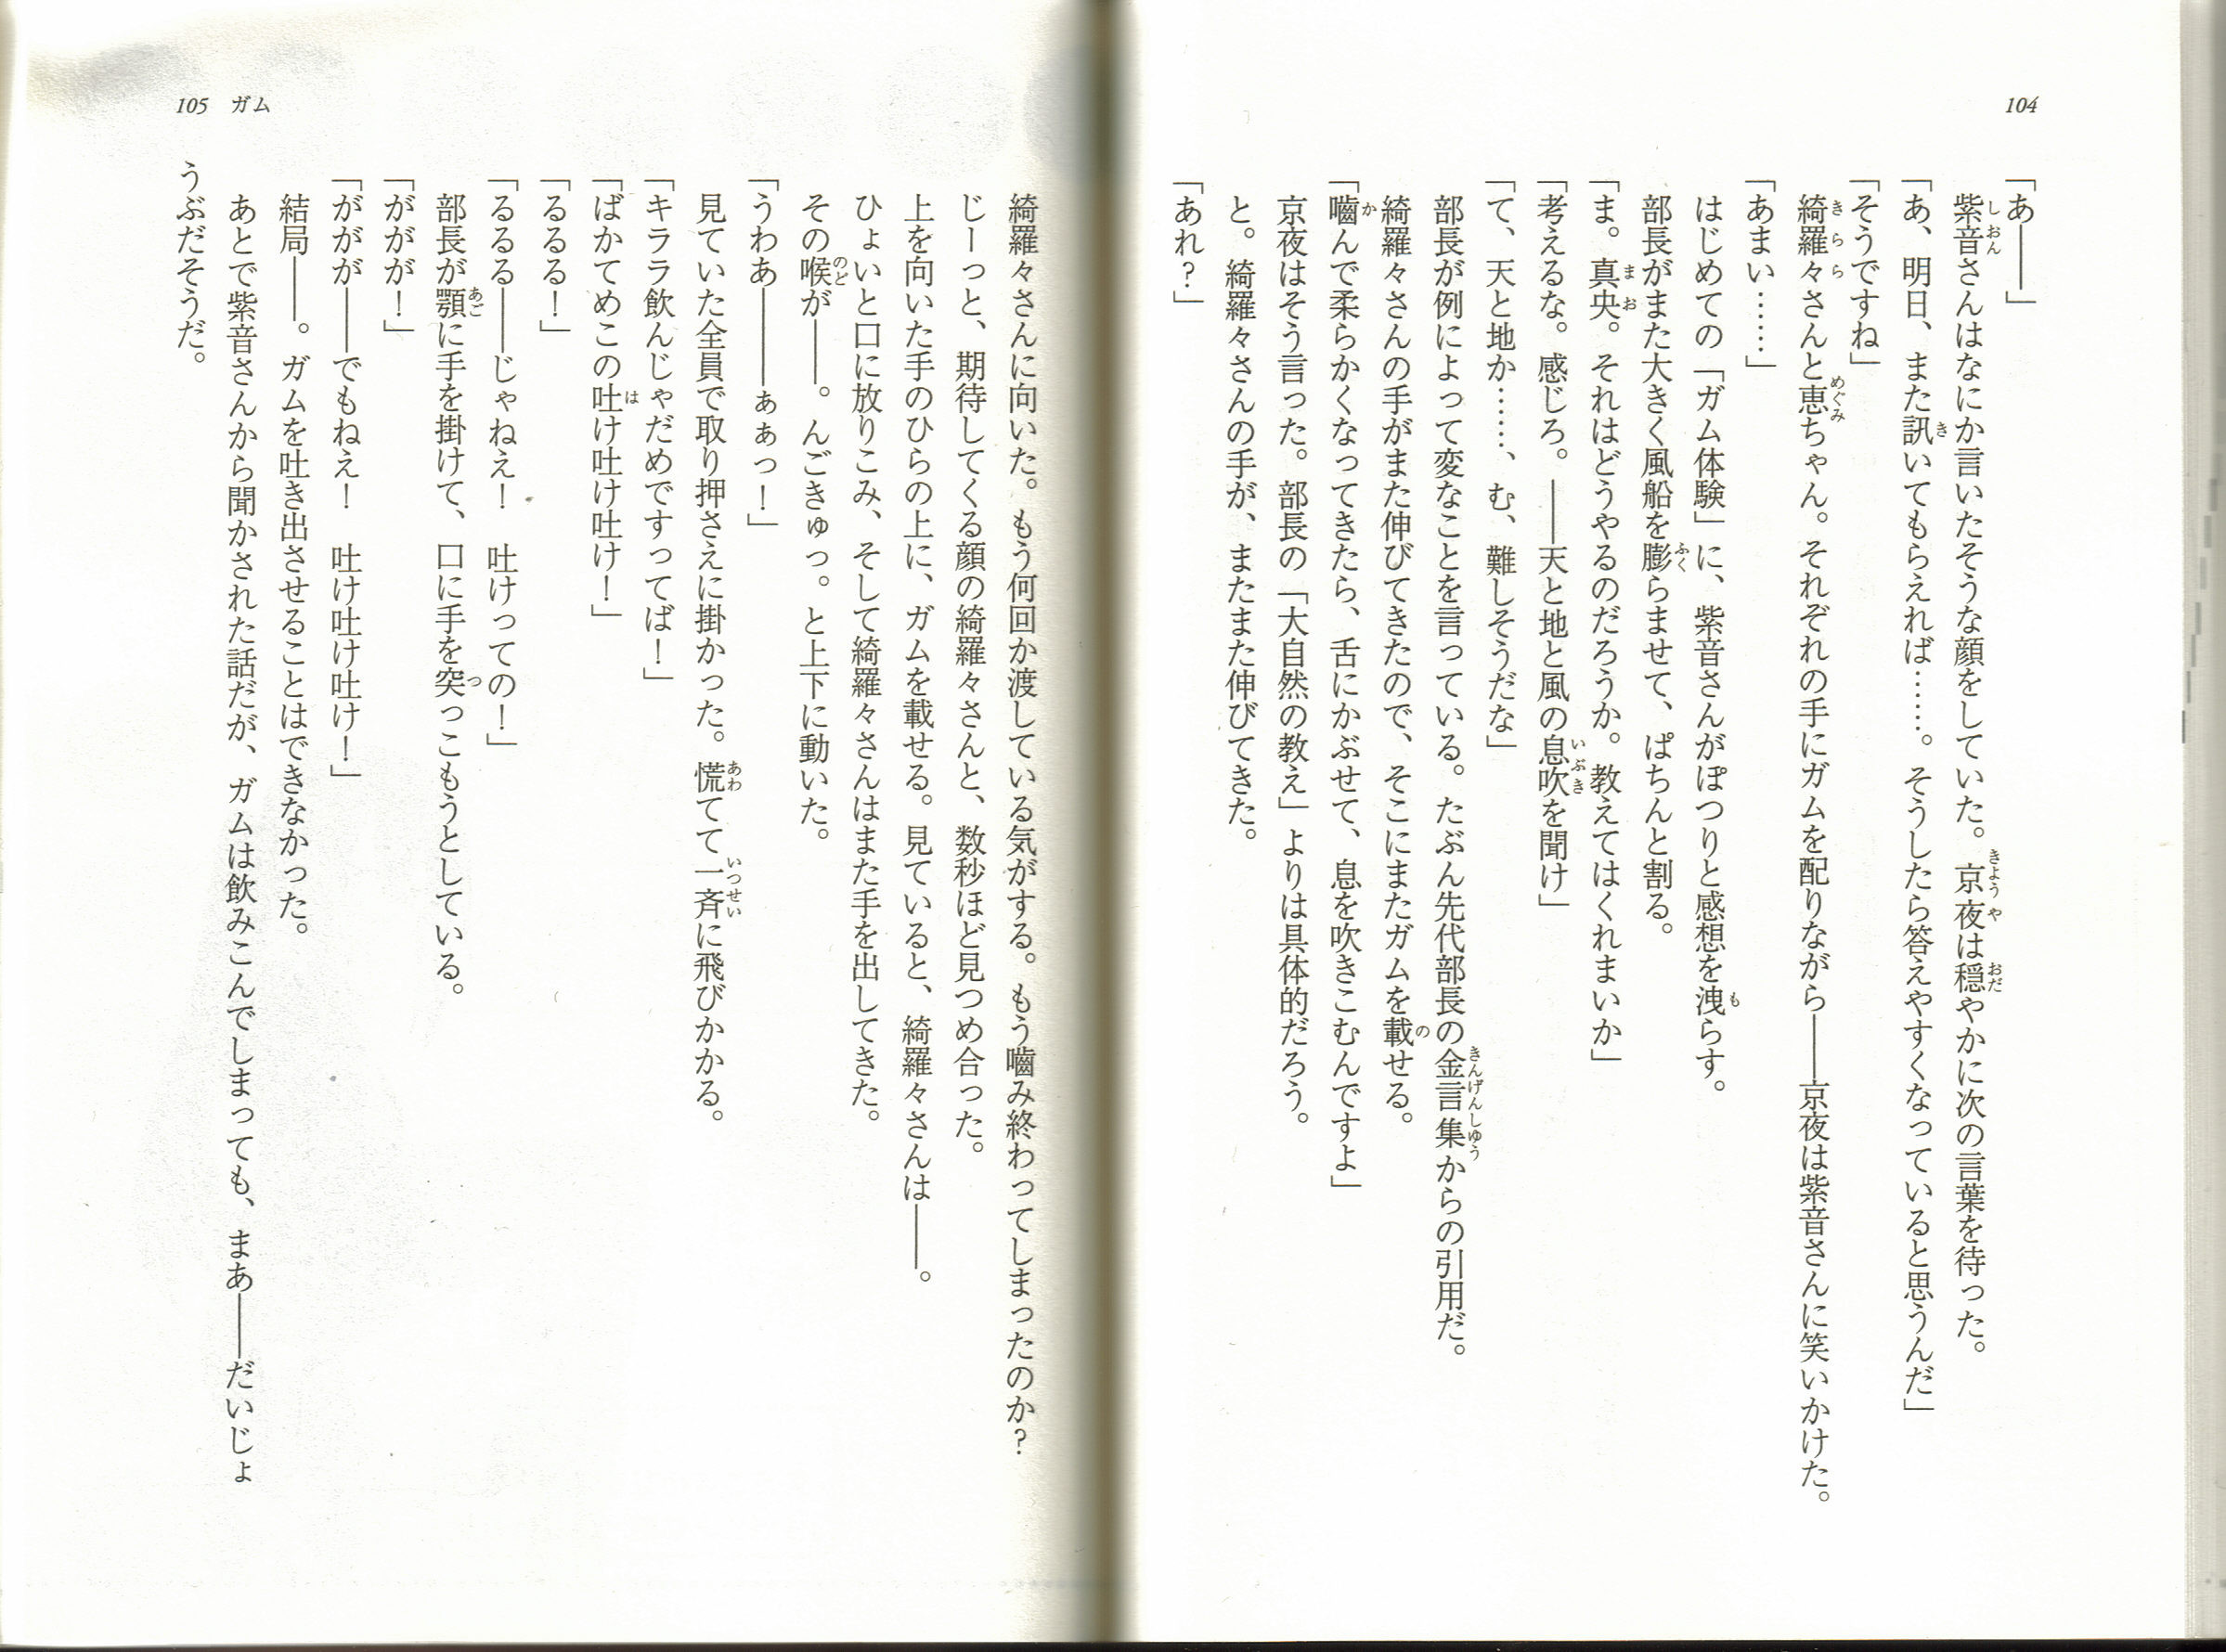 104
「あ――」
紫音さんはなにか言いたそうな顔をしていた。京夜は穏やかに次の言葉を待った。
「あ、明日、また訊いてもらえれば……。そうしたら答えやすくなっていると思うんだ」
「そうですね」
綺羅々さんと恵ちゃん。それぞれの手にガムを配りながら――京夜は紫音さんに笑いかけた。
「あまい……」
はじめての「ガム体験」に、紫音さんがぽつりと感想を洩らす。
部長がまた大きく風船を膨らませて、ぱちんと割る。
「ま。真央。それはどうやるのだろうか。教えてはくれまいか」
「考えるな。感じろ。――天と地と風の息吹を聞け」
「て、天と地か……、む、難しそうだな」
部長が例によって変なことを言っている。たぶん先代部長の金言集からの引用だ。
綺羅々さんの手がまた伸びてきたので、そこにまたガムを載せる。
「嚙んで柔らかくなってきたら、舌にかぶせて、息を吹きこむんですよ」
京夜はそう言った。部長の「大自然の教え」よりは具体的だろう。
と。綺羅々さんの手が、またまた伸びてきた。
「あれ？」
105 ガム
綺羅々さんに向いた。もう何回か渡している気がする。もう嚙み終わってしまったのか？
じーっと、期待してくる顔の綺羅々さんと、数秒ほど見つめ合った。
上を向いた手のひらの上に、ガムを載せる。見ていると、綺羅々さんは――。
ひょいと口に放りこみ、そして綺羅々さんはまた手を出してきた。
その喉が――。んごきゅっ。と上下に動いた。
「うわあ―――ぁぁっ！」
見ていた全員で取り押さえに掛かった。慌てて一斉に飛びかかる。
「キララ飲んじゃだめですってば！」
「ばかてめこの吐け吐け吐け！」
「るるる！」
「るるる――じゃねえ！　吐けっての！」
部長が顎に手を掛けて、口に手を突っこもうとしている。
「ががが！」
「ががが――でもねえ！　吐け吐け吐け！」
結局――。ガムを吐き出させることはできなかった。
あとで紫音さんから聞かされた話だが、ガムは飲みこんでしまっても、まあ――だいじょ
うぶだそうだ。